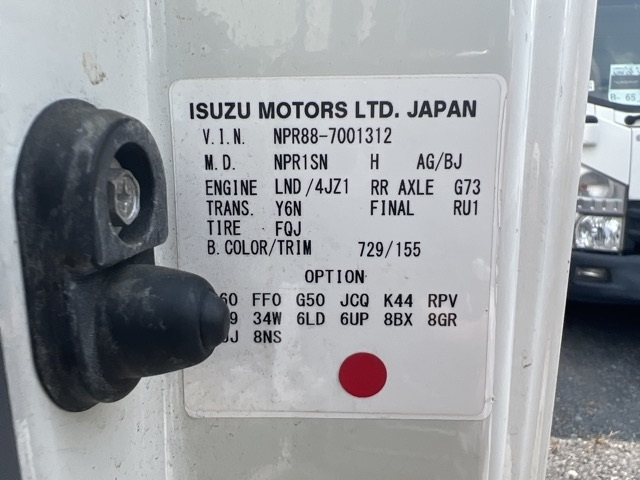 ISUZU MOTORS LTD. JAPAN
V.I.N. NPR88-7001312
M.D. NPR1SN H AG/BJ
ENGINE LND/4JZ1 RR AXLE G73
TRANS. Y6N FINAL RU1
TIRE FQJ
B.COLOR/TRIM 729/155
OPTION
FF0 G50 JCQ K44 RPV
34W 6LD 6UP 8BX 8GR
8NS
65